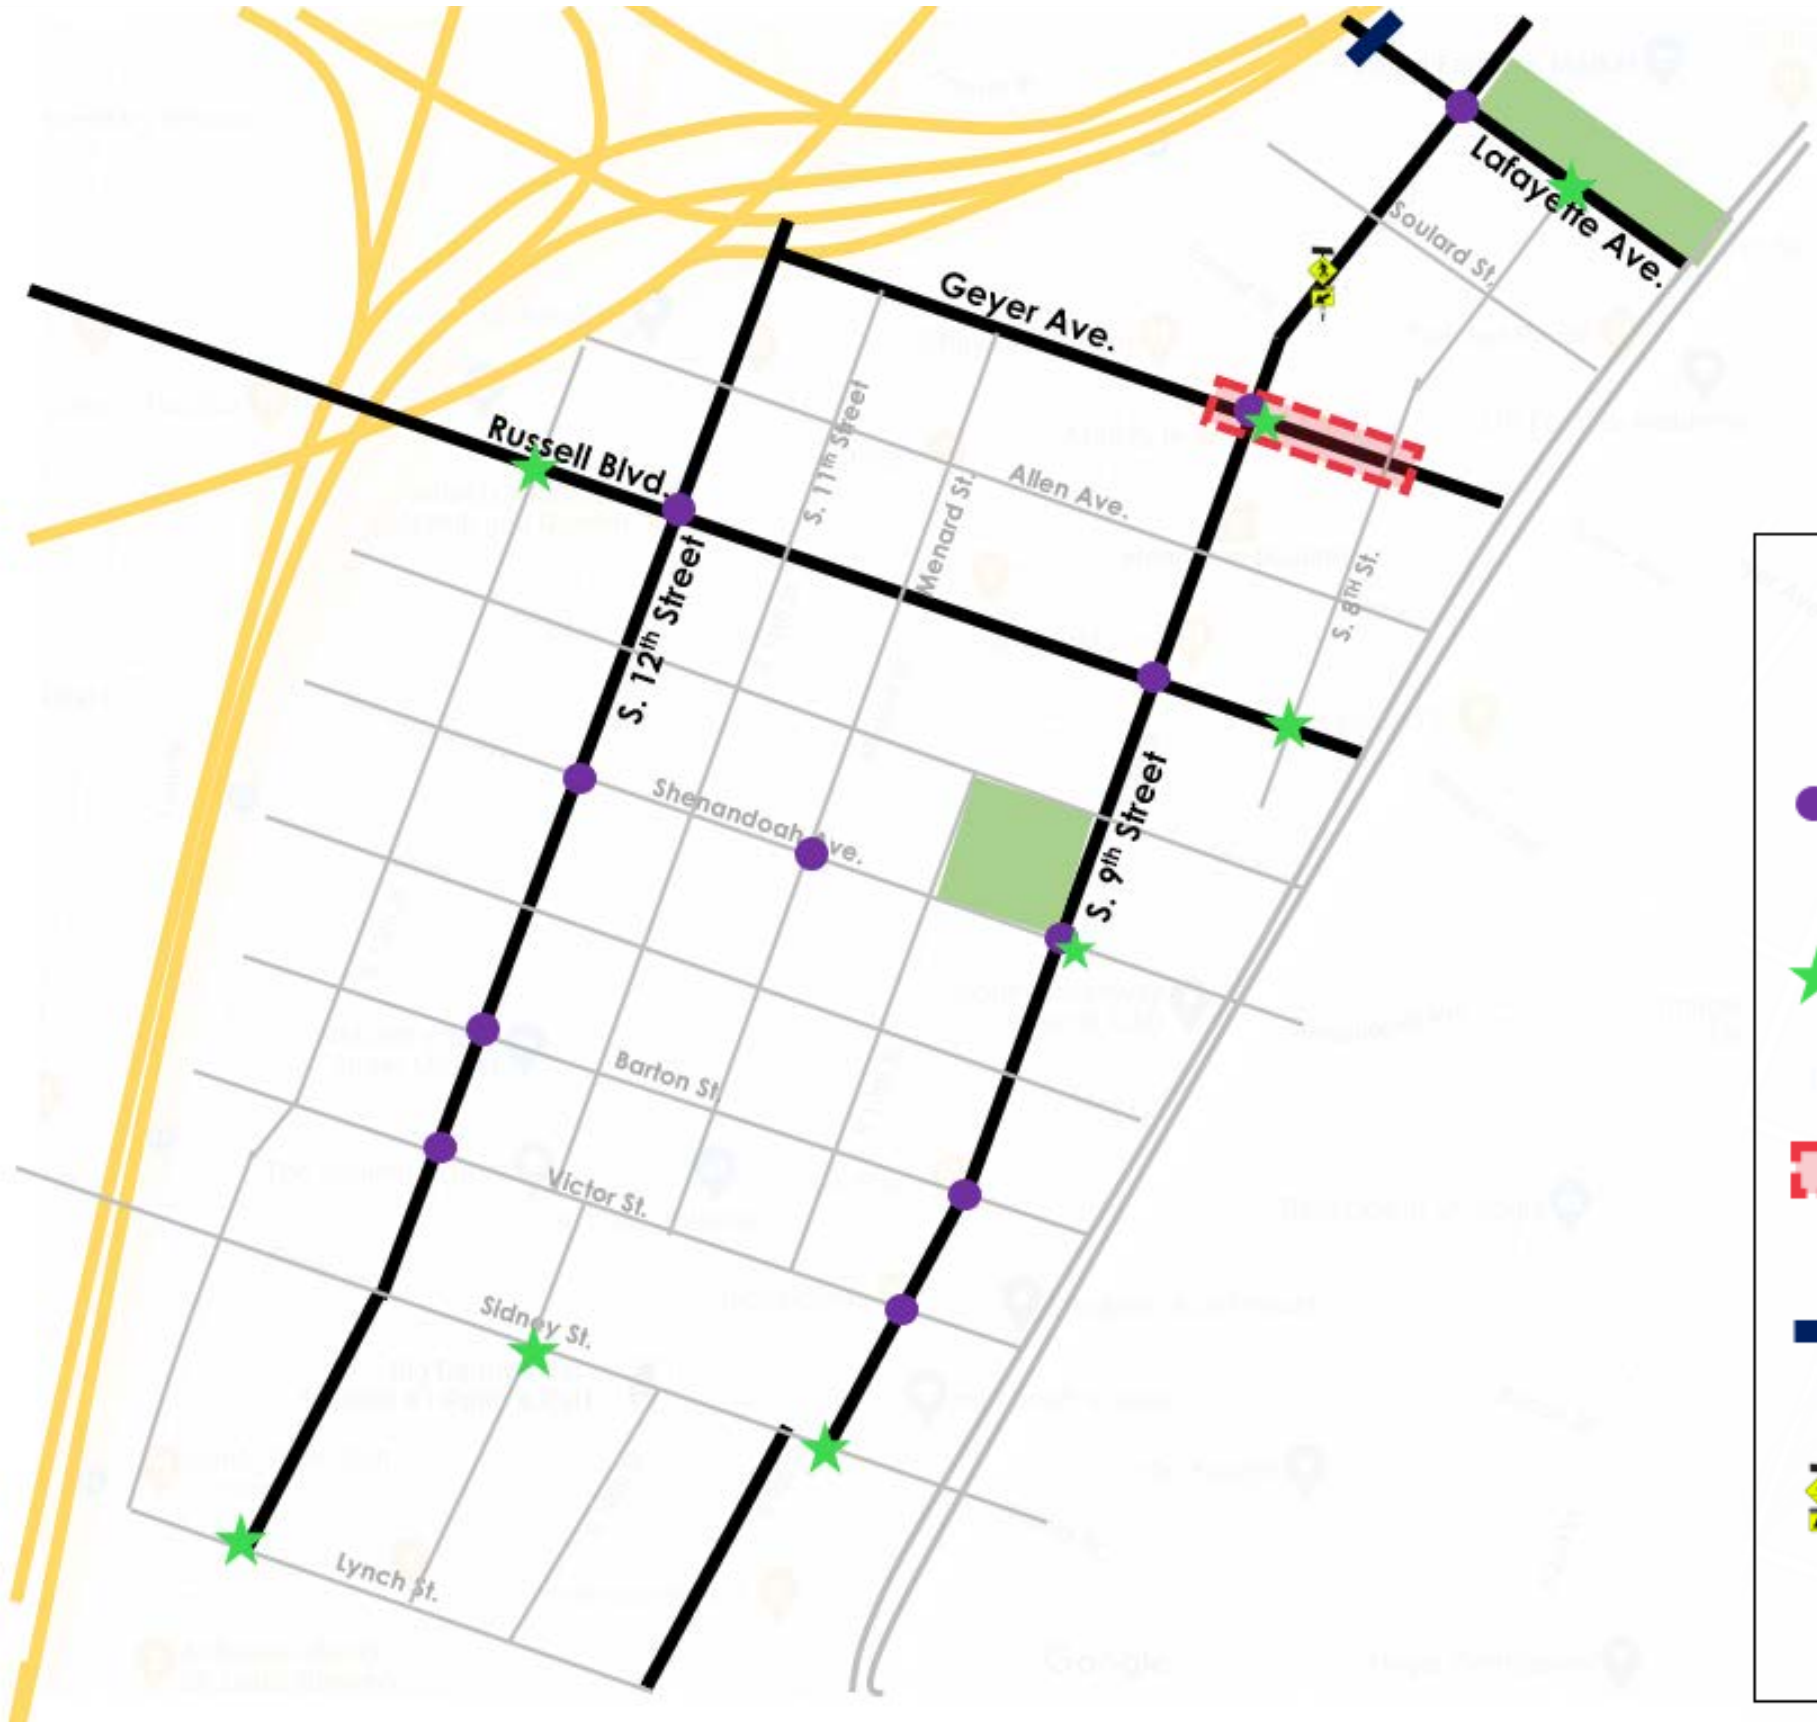 Lafayette Ave.
Soulard St.
Geyer Ave.
S. 11th Street
Russell Blvd.
Allen Ave.
Menard St.
S. 12th Street
S. 8TH St.
Shenandoah Ave.
S. 9th Street
Barton St.
Victor St.
Sidney St.
Lynch St.
Google